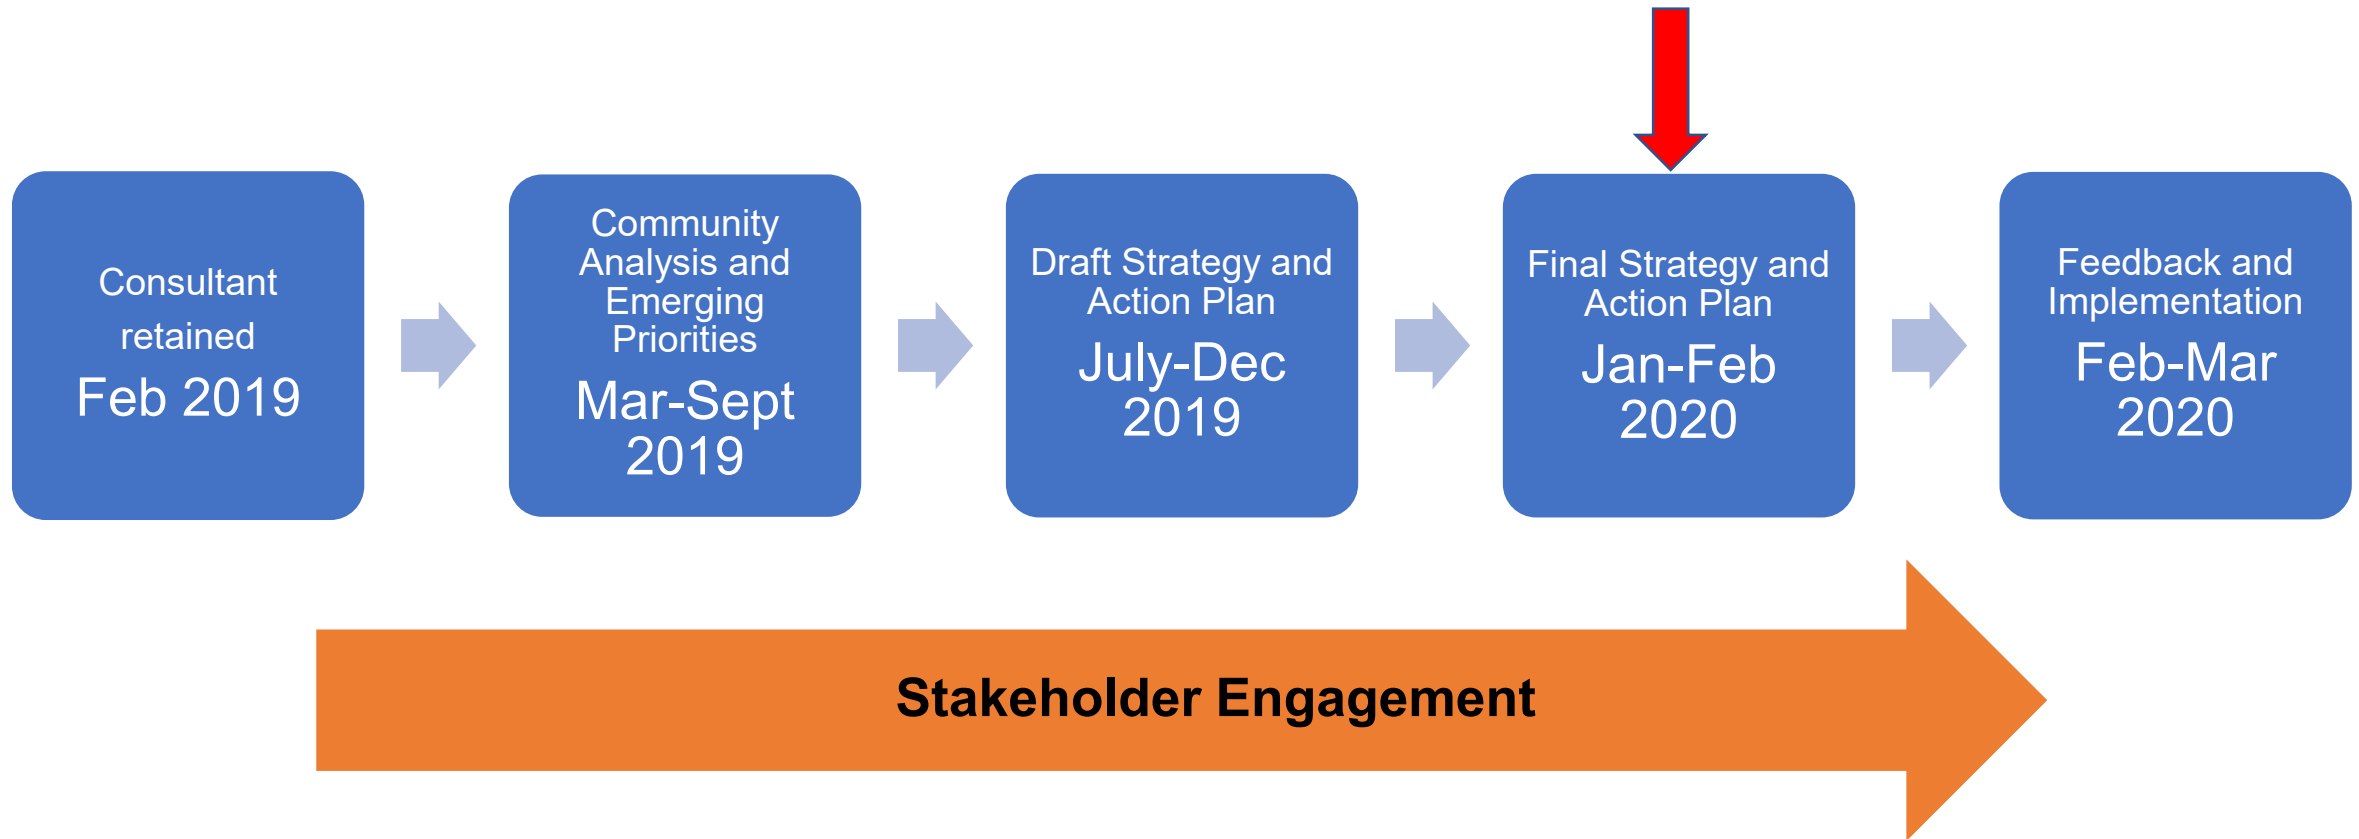 Consultant
retained
Feb 2019
Community
Analysis and
Emerging
Priorities
Mar-Sept
2019
Draft Strategy and
Action Plan
July-Dec
2019
Final Strategy and
Action Plan
Jan-Feb
2020
Feedback and
Implementation
Feb-Mar
2020
Stakeholder Engagement